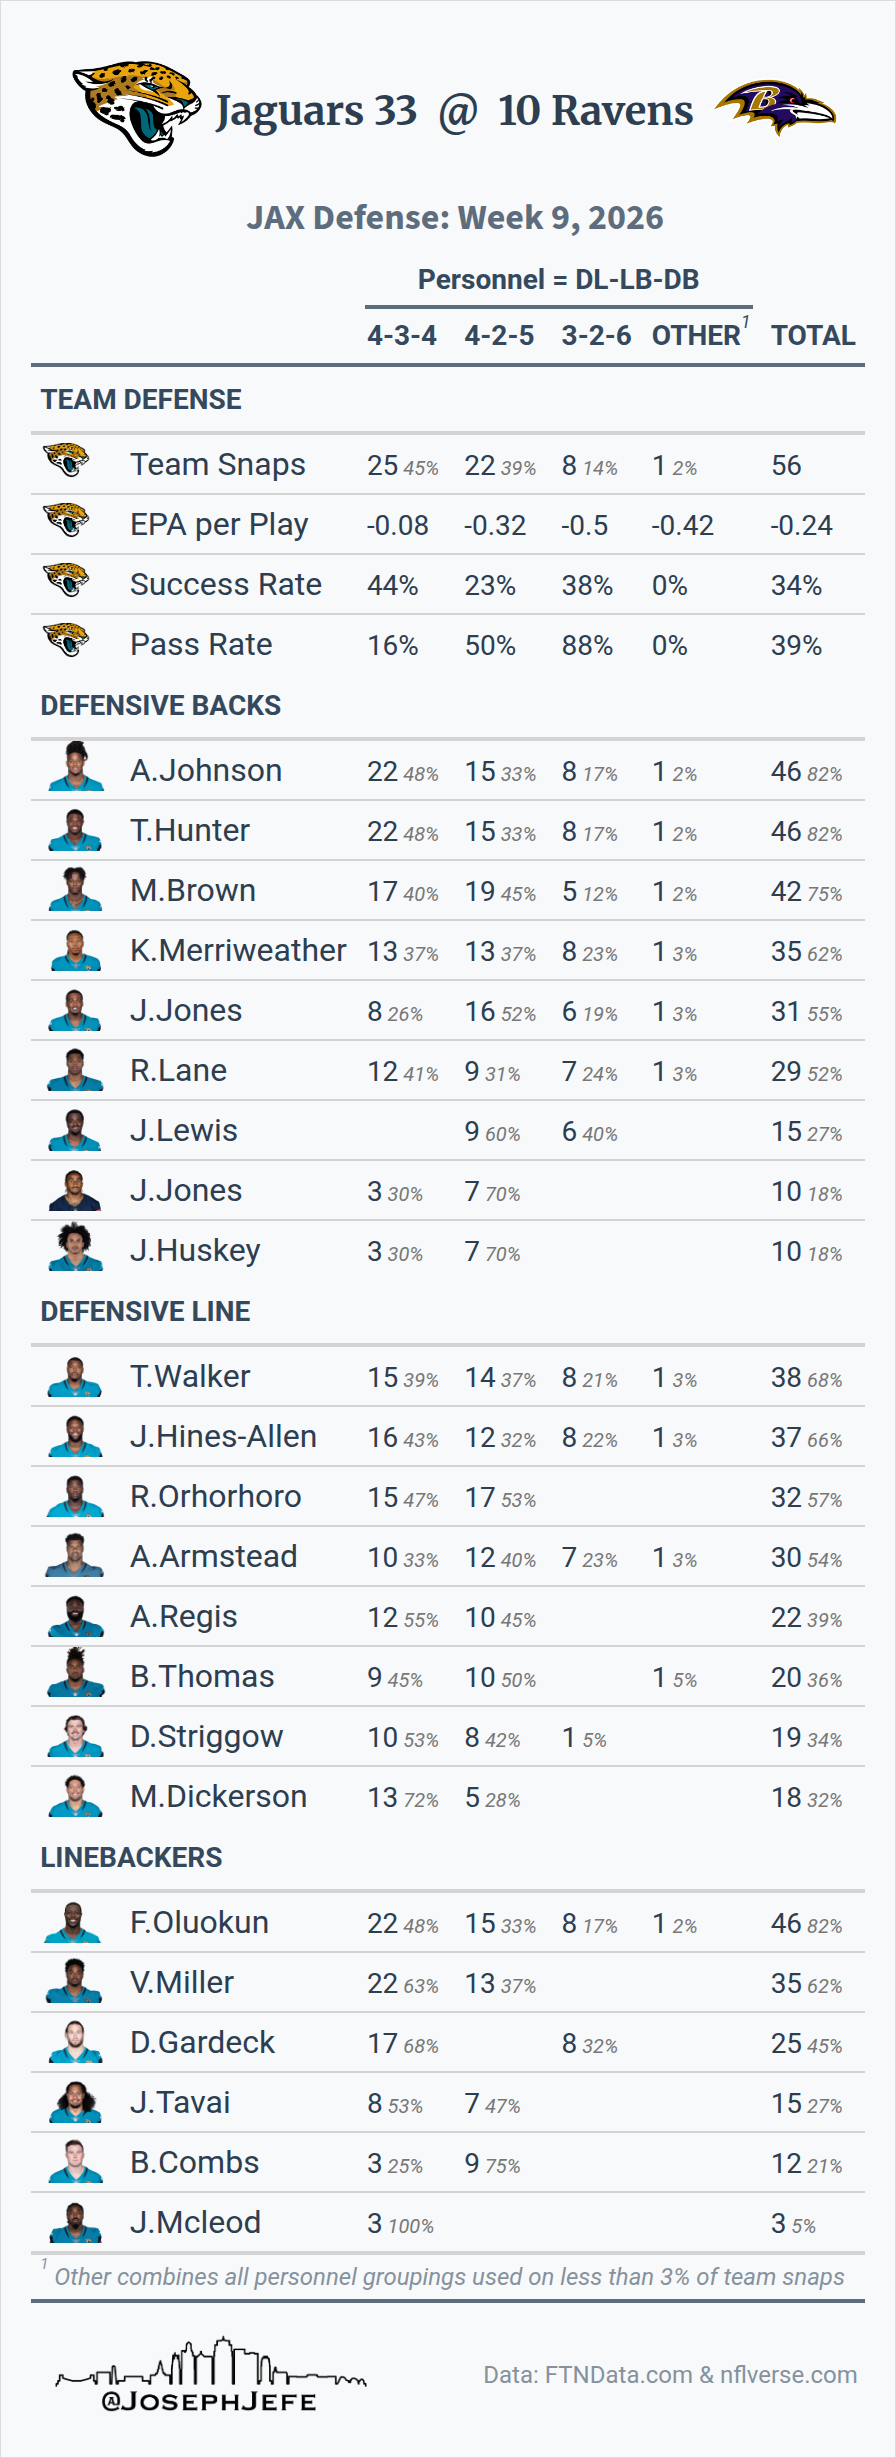 Jaguars 33 @ 10 Ravens
JAX Defense: Week 9, 2026
Personnel = DL-LB-DB
4-3-4 4-2-5 3-2-6 OTHER1 TOTAL
TEAM DEFENSE
Team Snaps 25 45% 22 39% 8 14% 1 2% 56
EPA per Play -0.08 -0.32 -0.5 -0.42 -0.24
Success Rate 44% 23% 38% 0% 34%
Pass Rate 16% 50% 88% 0% 39%
DEFENSIVE BACKS
A.Johnson 22 48% 15 33% 8 17% 1 2% 46 82%
T.Hunter 22 48% 15 33% 8 17% 1 2% 46 82%
M.Brown 17 40% 19 45% 5 12% 1 2% 42 75%
K.Merriweather 13 37% 13 37% 8 23% 1 3% 35 62%
J.Jones 8 26% 16 52% 6 19% 1 3% 31 55%
R.Lane 12 41% 9 31% 7 24% 1 3% 29 52%
J.Lewis 9 60% 6 40% 15 27%
J.Jones 3 30% 7 70% 10 18%
J.Huskey 3 30% 7 70% 10 18%
DEFENSIVE LINE
T.Walker 15 39% 14 37% 8 21% 1 3% 38 68%
J.Hines-Allen 16 43% 12 32% 8 22% 1 3% 37 66%
R.Orhorhoro 15 47% 17 53% 32 57%
A.Armstead 10 33% 12 40% 7 23% 1 3% 30 54%
A.Regis 12 55% 10 45% 22 39%
B.Thomas 9 45% 10 50% 1 5% 20 36%
D.Striggow 10 53% 8 42% 1 5% 19 34%
M.Dickerson 13 72% 5 28% 18 32%
LINEBACKERS
F.Oluokun 22 48% 15 33% 8 17% 1 2% 46 82%
V.Miller 22 63% 13 37% 35 62%
D.Gardeck 17 68% 8 32% 25 45%
J.Tavai 8 53% 7 47% 15 27%
B.Combs 3 25% 9 75% 12 21%
J.Mcleod 3 100% 3 5%
1 Other combines all personnel groupings used on less than 3% of team snaps
@JosephJefe
Data: FTNData.com & nflverse.com